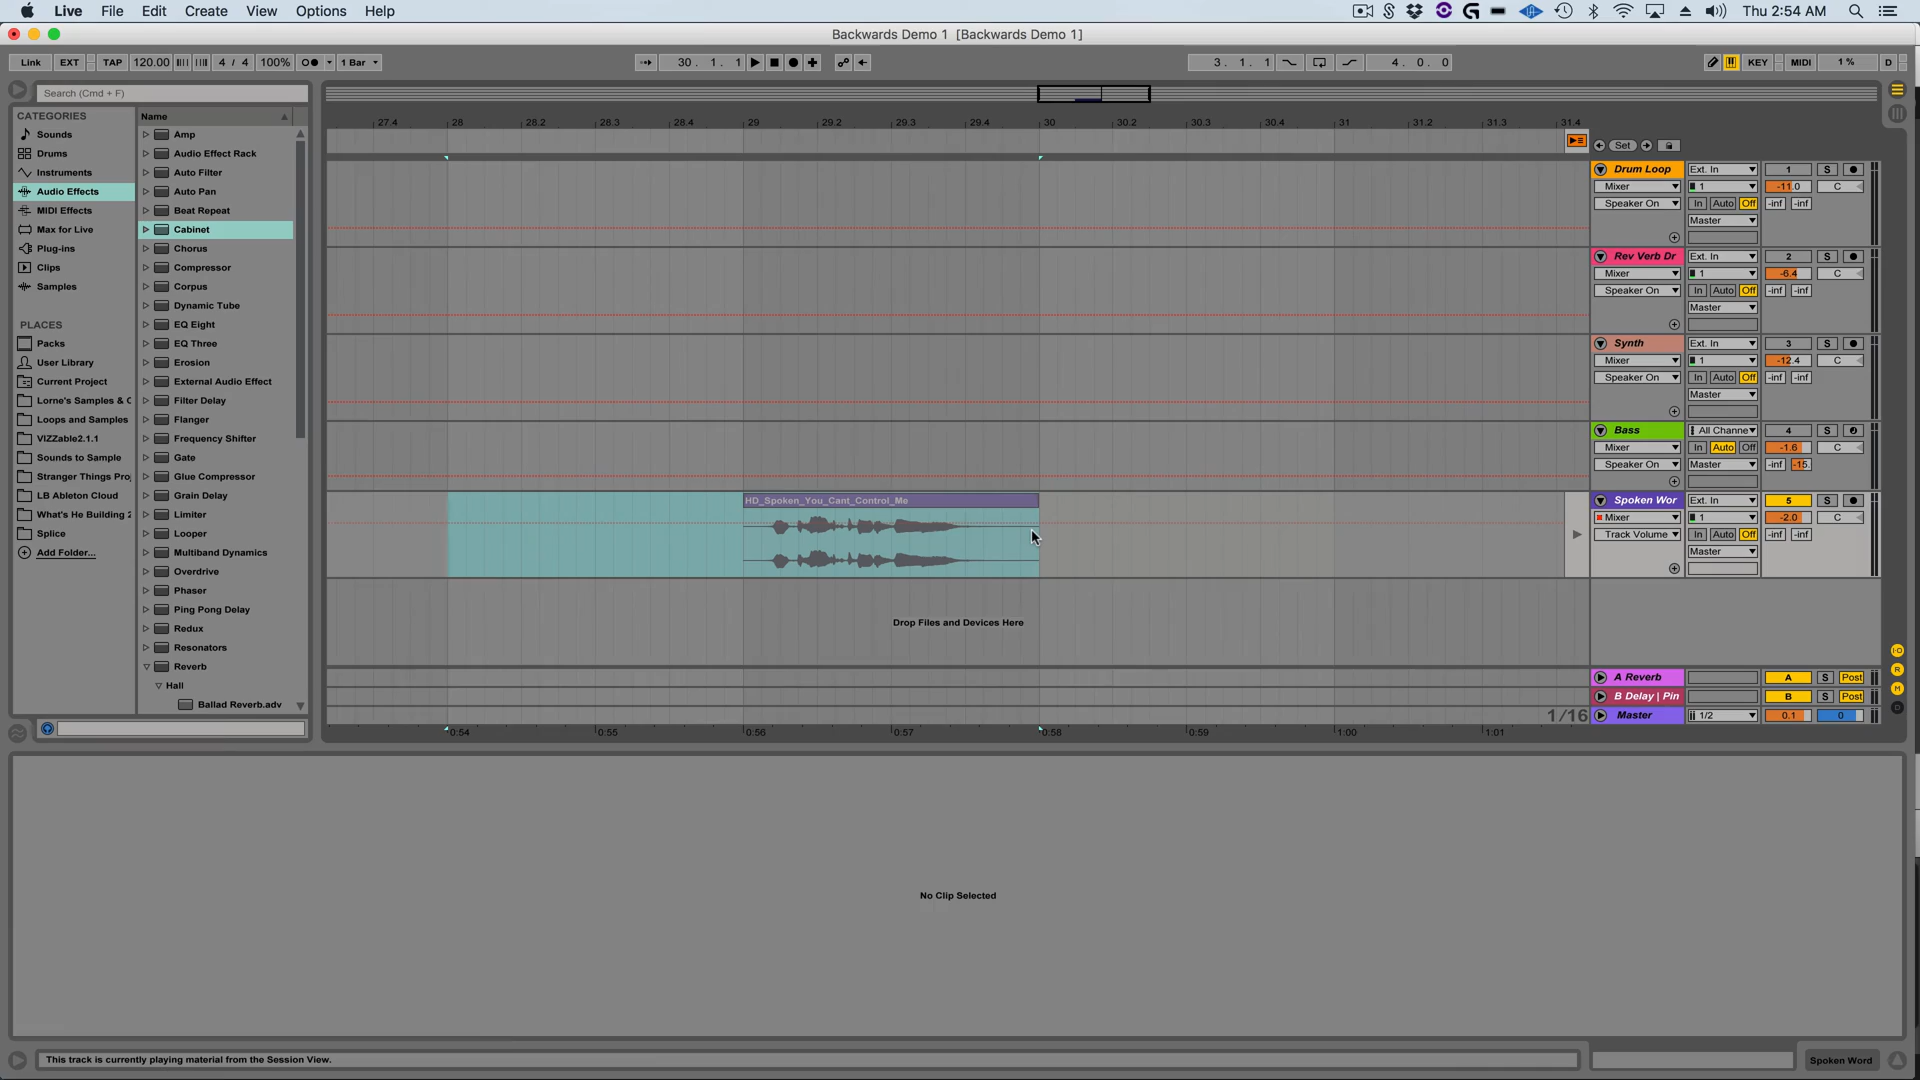 Live File Edit Create View Options Help
Thu 2:54 AM
Backwards Demo 1 [Backwards Demo 1]
Link EXT TAP 120.00 4 / 4 100% 1 Bar
30. 1. 1
3. 1. 1
4. 0. 0
KEY MIDI 1 % D
Search (Cmd + F)
CATEGORIES
Sounds
Drums
Instruments
Audio Effects
MIDI Effects
Max for Live
Plug-ins
Clips
Samples
PLACES
Packs
User Library
Current Project
Lorne's Samples & C
Loops and Samples
VIZZable2.1.1
Sounds to Sample
Stranger Things Proj
LB Ableton Cloud
What's He Building 2
Splice
Add Folder...
Name
Amp
Audio Effect Rack
Auto Filter
Auto Pan
Beat Repeat
Cabinet
Chorus
Compressor
Corpus
Dynamic Tube
EQ Eight
EQ Three
Erosion
External Audio Effect
Filter Delay
Flanger
Frequency Shifter
Gate
Glue Compressor
Grain Delay
Limiter
Looper
Multiband Dynamics
Overdrive
Phaser
Ping Pong Delay
Redux
Resonators
Reverb
Hall
Ballad Reverb.adv
27.4 28 28.2 28.3 28.4 29 29.2 29.3 29.4 30 30.2 30.3 30.4 31 31.2 31.3 31.4
Set
Drum Loop Ext. In 1 S
Mixer 1 -11.0 C
Speaker On In Auto Off -inf -inf
Master
Rev Verb Dr Ext. In 2 S
Mixer 1 -6.4 C
Speaker On In Auto Off -inf -inf
Master
Synth Ext. In 3 S
Mixer 1 -12.4 C
Speaker On In Auto Off -inf -inf
Master
Bass All Channe 4 S
Mixer In Auto Off -1.6 C
Speaker On Master -inf -15.
HD_Spoken_You_Cant_Control_Me
Spoken Wor Ext. In 5 S
Mixer 1 -2.0 C
Track Volume In Auto Off -inf -inf
Master
Drop Files and Devices Here
A Reverb A S Post
B Delay | Pin B S Post
1/16
Master 1/2 0.1 0
I·O
R
M
D
0:54 0:55 0:56 0:57 0:58 0:59 1:00 1:01
No Clip Selected
This track is currently playing material from the Session View.
Spoken Word